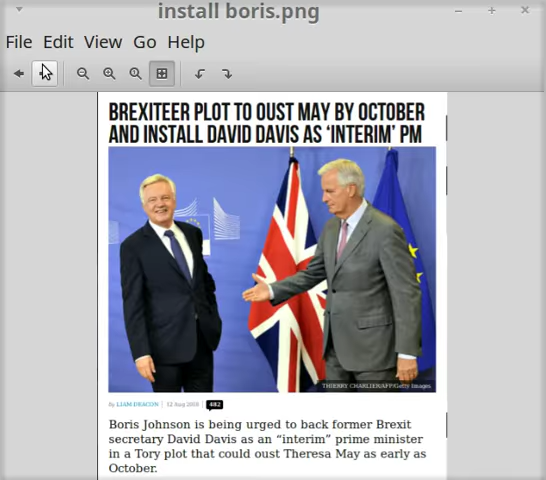 install boris.png
File Edit View Go Help
BREXITEER PLOT TO OUST MAY BY OCTOBER
AND INSTALL DAVID DAVIS AS ‘INTERIM’ PM
THIERRY CHARLIER/AFP/Getty Images
By LIAM DEACON | 12 Aug 2018 | 482
Boris Johnson is being urged to back former Brexit
secretary David Davis as an “interim” prime minister
in a Tory plot that could oust Theresa May as early as
October.